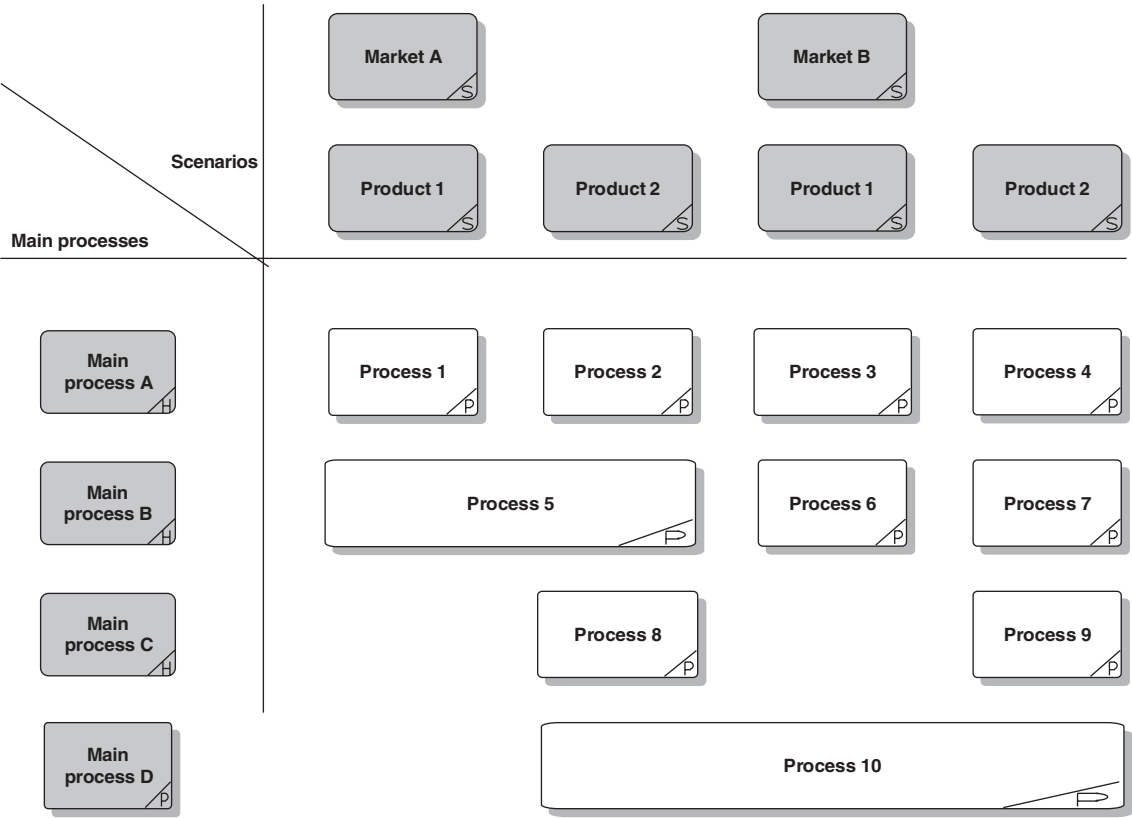 Market A
S
Market B
S
Scenarios
Main processes
Product 1
S
Product 2
S
Product 1
S
Product 2
S
Main
process A
H
Process 1
P
Process 2
P
Process 3
P
Process 4
P
Main
process B
H
Process 5
P
Process 6
P
Process 7
P
Main
process C
H
Process 8
P
Process 9
P
Main
process D
P
Process 10
P